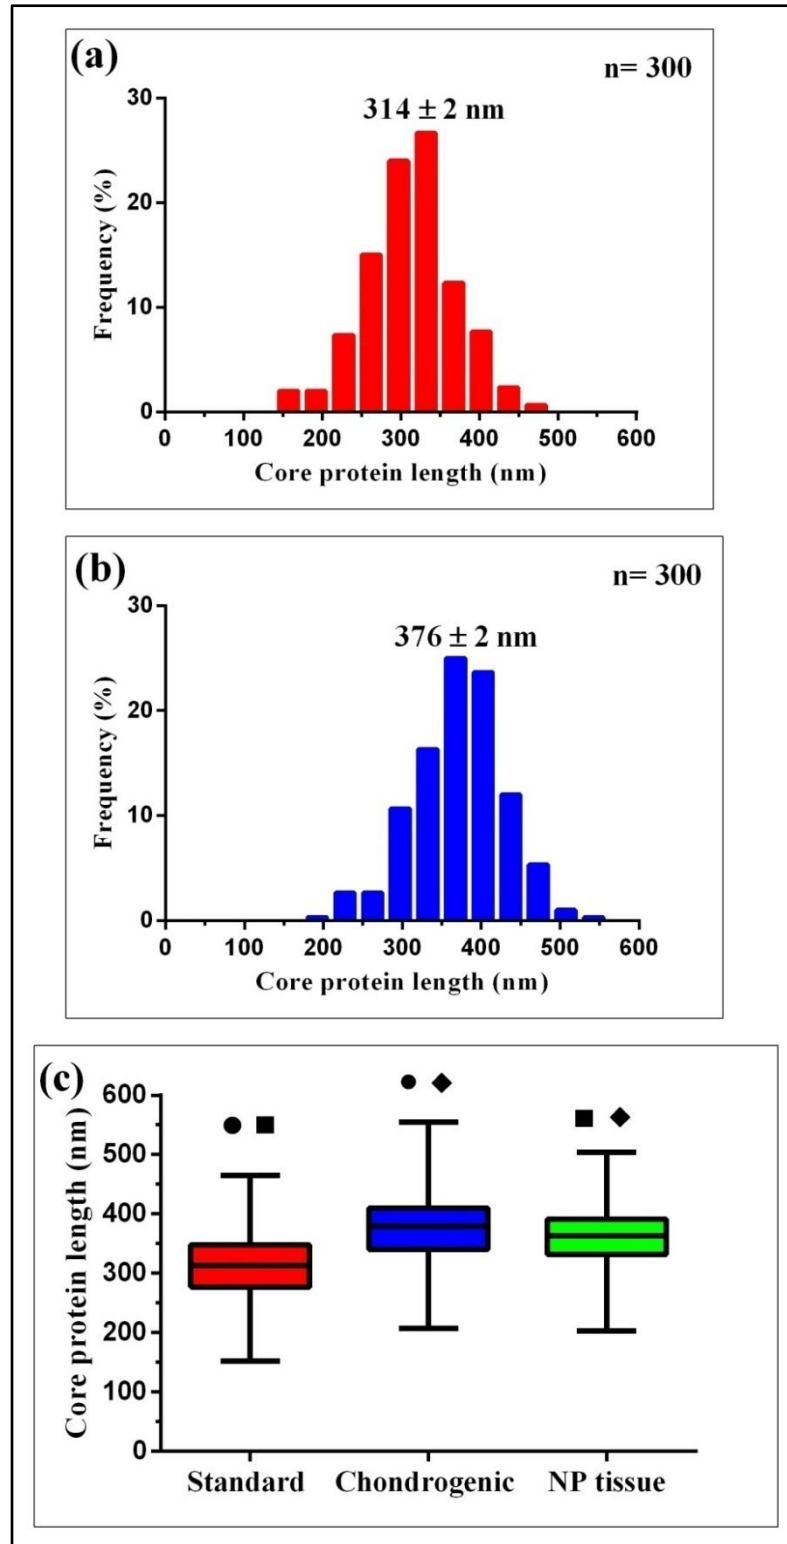 (a)
n= 300
314 ± 2 nm
30
20
10
0
Frequency (%)
0 100 200 300 400 500 600
Core protein length (nm)
(b)
n= 300
376 ± 2 nm
30
20
10
0
Frequency (%)
0 100 200 300 400 500 600
Core protein length (nm)
(c)
600
500
400
300
200
100
0
Core protein length (nm)
Standard Chondrogenic NP tissue